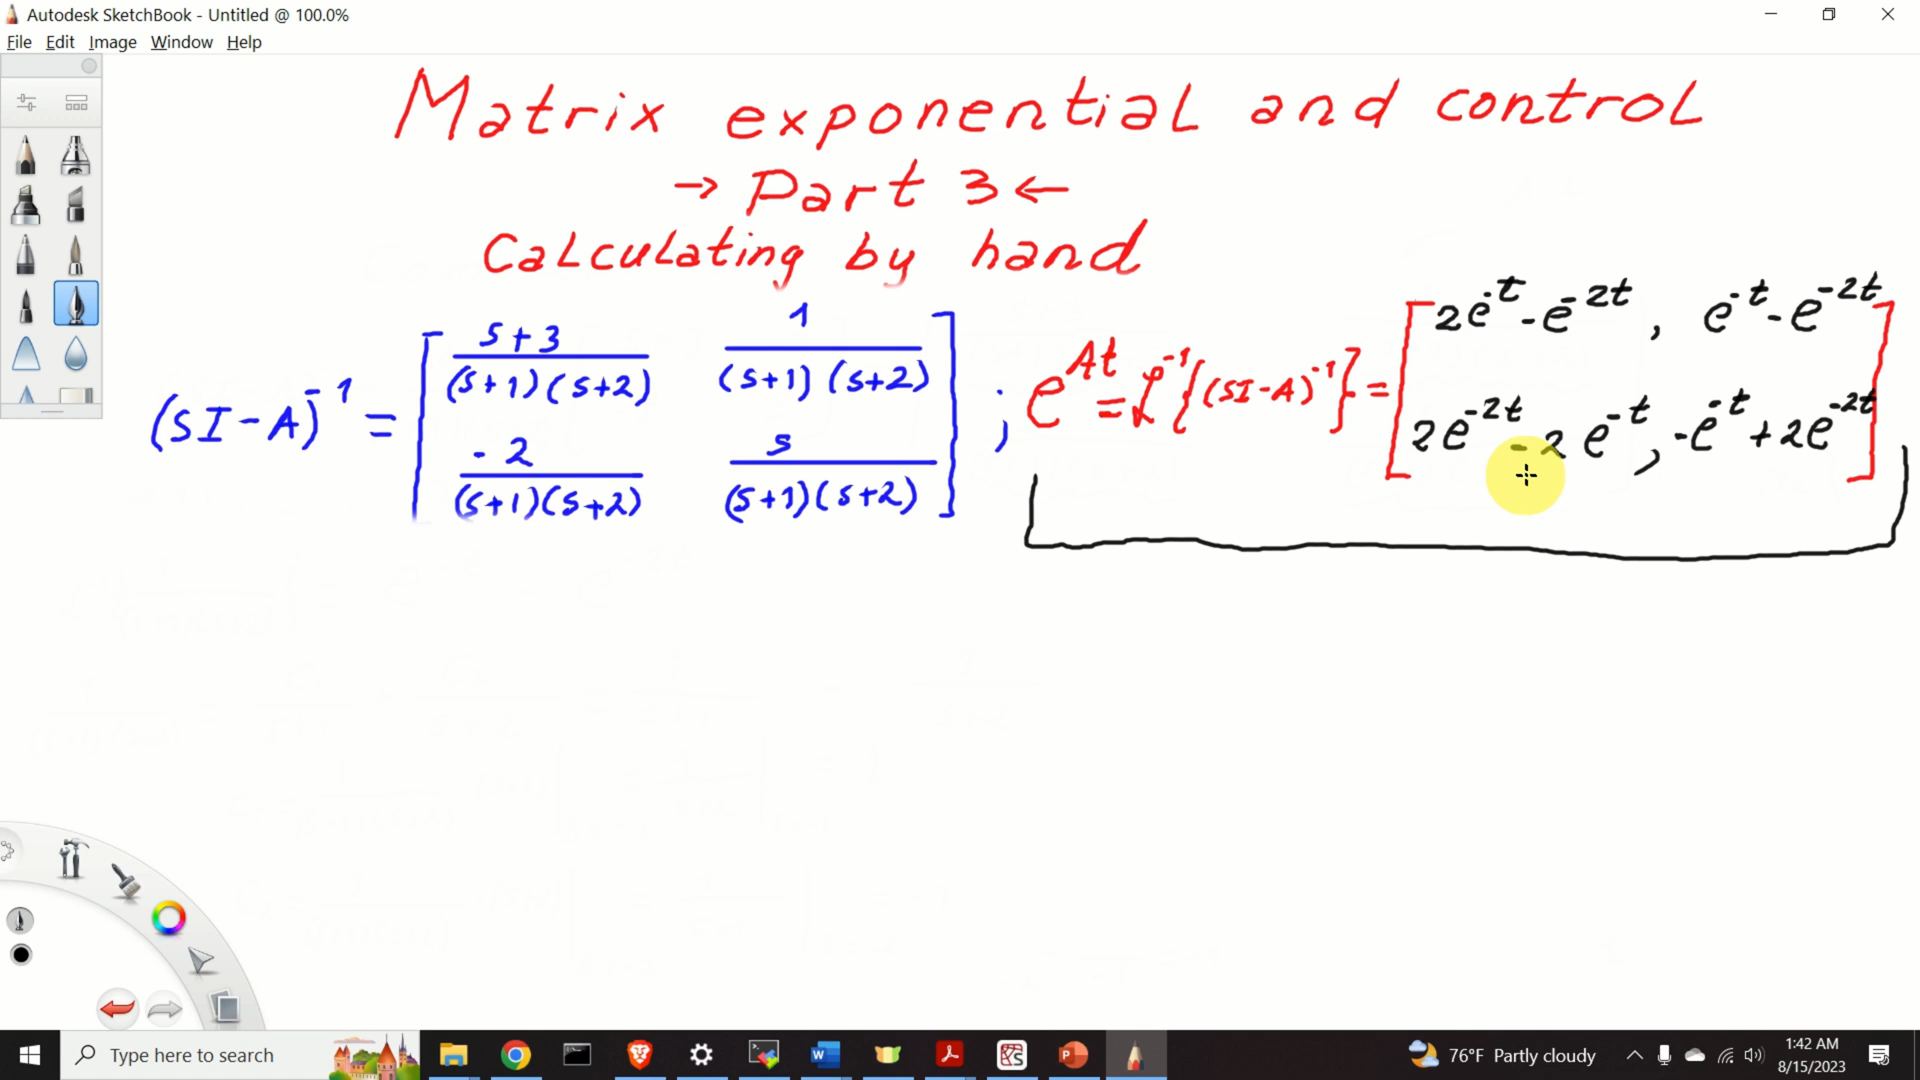 Autodesk SketchBook - Untitled @ 100.0%
File Edit Image Window Help
Matrix exponential and control
→ Part 3 ←
Calculating by hand
(sI-A)⁻¹ = [ (s+3)/((s+1)(s+2)) 1/((s+1)(s+2)) ; -2/((s+1)(s+2)) s/((s+1)(s+2)) ] ;
e^(At) = ℒ⁻¹{(sI-A)⁻¹} = [ 2e^(-t) - e^(-2t) , e^(-t) - e^(-2t) ; 2e^(-2t) - 2e^(-t) , -e^(-t) + 2e^(-2t) ]
Type here to search
76°F Partly cloudy
1:42 AM
8/15/2023